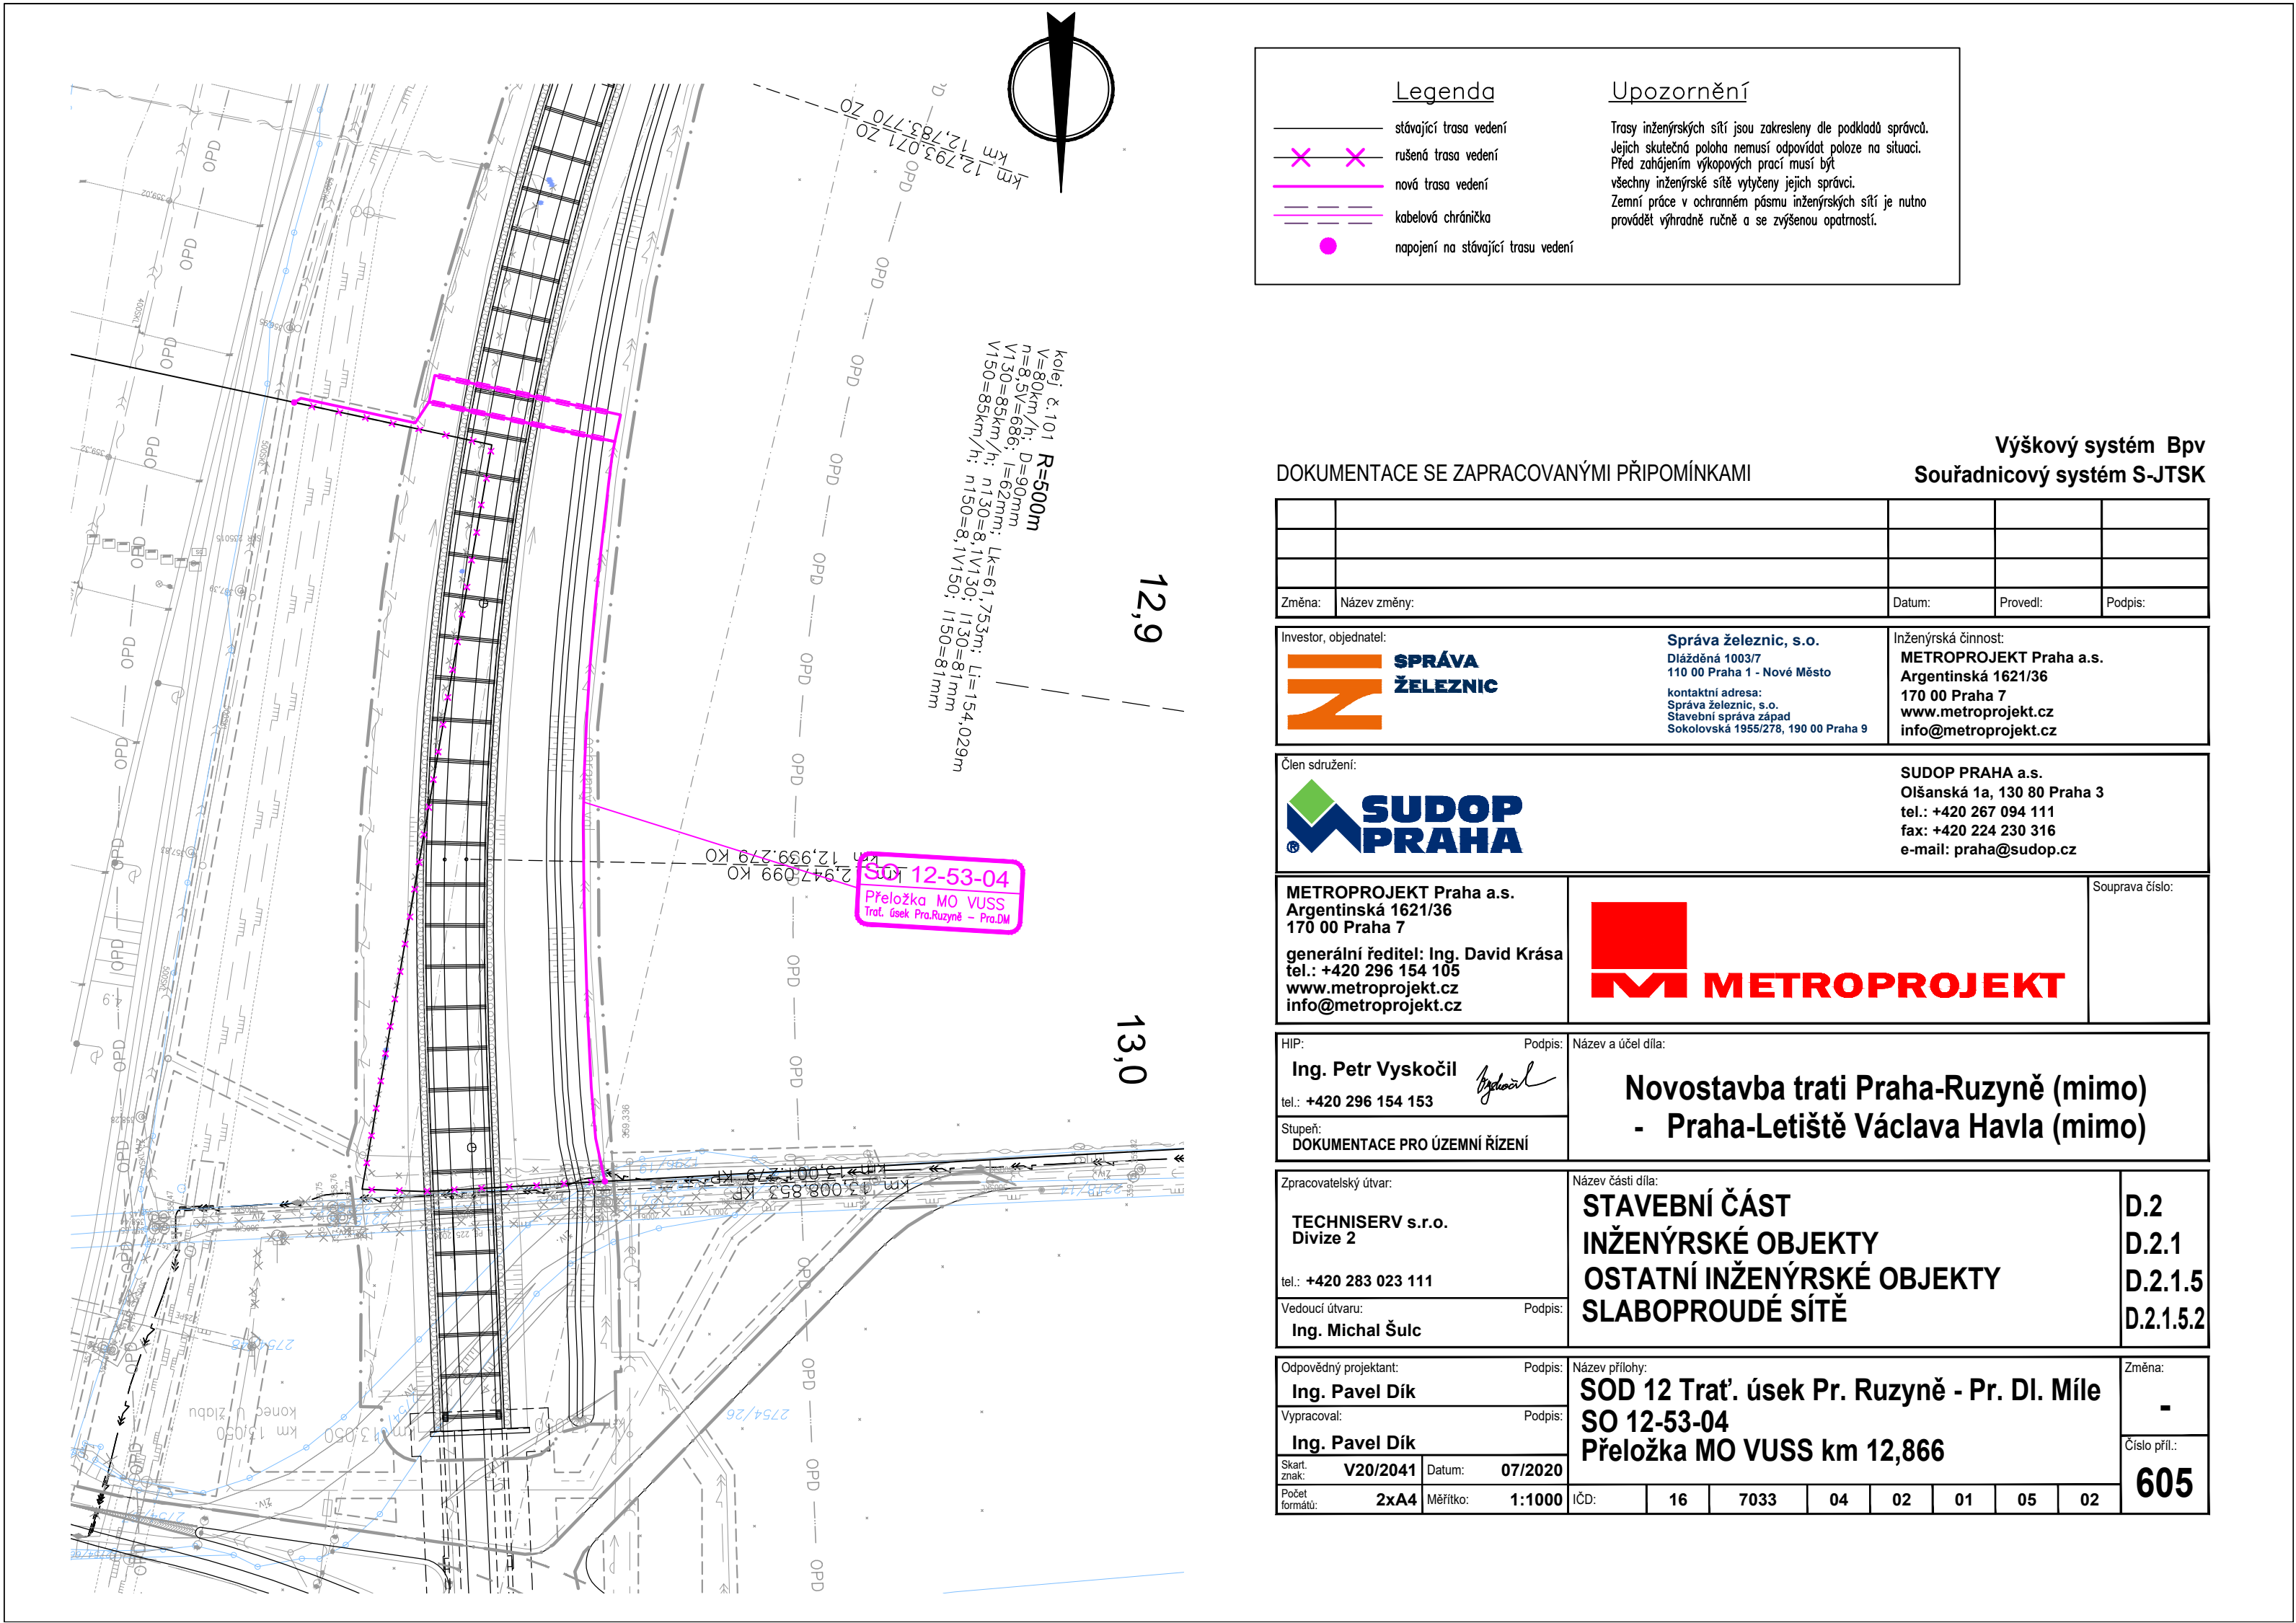 Legenda
stávající trasa vedení
rušená trasa vedení
nová trasa vedení
kabelová chránička
napojení na stávající trasu vedení
Upozornění
Trasy inženýrských sítí jsou zakresleny dle podkladů správců.
Jejich skutečná poloha nemusí odpovídat poloze na situaci.
Před zahájením výkopových prací musí být
všechny inženýrské sítě vytyčeny jejich správci.
Zemní práce v ochranném pásmu inženýrských sítí je nutno
provádět výhradně ručně a se zvýšenou opatrností.
km 12,783.770 ZO
km 12,793.071 ZO
kolej č.101 R=500m
V=80km/h; D=90mm
n=8,5V=686; I=62mm; Lk=61,753m; Li=154,029m
V130=85km/h; n130=8,1V130; I130=81mm
V150=85km/h; n150=8,1V150; I150=81mm
12,9
km 12,939.279 KO
km 12,947.099 KO
SO 12-53-04
Přeložka MO VUSS
Trať. úsek Pra.Ruzyně - Pra.DM
13,0
km 13,001.279 KP
km 13,008.853 KP
359,336
konec U žlabu
km 13,050
2754/26
OPD
DOKUMENTACE SE ZAPRACOVANÝMI PŘIPOMÍNKAMI
Výškový systém Bpv
Souřadnicový systém S-JTSK
Změna: Název změny: Datum: Provedl: Podpis:
Investor, objednatel:
SPRÁVA
ŽELEZNIC
Správa železnic, s.o.
Dlážděná 1003/7
110 00 Praha 1 - Nové Město
kontaktní adresa:
Správa železnic, s.o.
Stavební správa západ
Sokolovská 1955/278, 190 00 Praha 9
Inženýrská činnost:
METROPROJEKT Praha a.s.
Argentinská 1621/36
170 00 Praha 7
www.metroprojekt.cz
info@metroprojekt.cz
Člen sdružení:
SUDOP
PRAHA
®
SUDOP PRAHA a.s.
Olšanská 1a, 130 80 Praha 3
tel.: +420 267 094 111
fax: +420 224 230 316
e-mail: praha@sudop.cz
METROPROJEKT Praha a.s.
Argentinská 1621/36
170 00 Praha 7
generální ředitel: Ing. David Krása
tel.: +420 296 154 105
www.metroprojekt.cz
info@metroprojekt.cz
METROPROJEKT
Souprava číslo:
HIP: Podpis:
Ing. Petr Vyskočil
tel.: +420 296 154 153
Stupeň:
DOKUMENTACE PRO ÚZEMNÍ ŘÍZENÍ
Název a účel díla:
Novostavba trati Praha-Ruzyně (mimo)
- Praha-Letiště Václava Havla (mimo)
Zpracovatelský útvar:
TECHNISERV s.r.o.
Divize 2
tel.: +420 283 023 111
Vedoucí útvaru: Podpis:
Ing. Michal Šulc
Název části díla:
STAVEBNÍ ČÁST D.2
INŽENÝRSKÉ OBJEKTY D.2.1
OSTATNÍ INŽENÝRSKÉ OBJEKTY D.2.1.5
SLABOPROUDÉ SÍTĚ D.2.1.5.2
Odpovědný projektant: Podpis:
Ing. Pavel Dík
Vypracoval: Podpis:
Ing. Pavel Dík
Skart. znak: V20/2041 Datum: 07/2020
Počet formátů: 2xA4 Měřítko: 1:1000
Název přílohy:
SOD 12 Trať. úsek Pr. Ruzyně - Pr. Dl. Míle
SO 12-53-04
Přeložka MO VUSS km 12,866
IČD: 16 7033 04 02 01 05 02
Změna:
-
Číslo příl.:
605